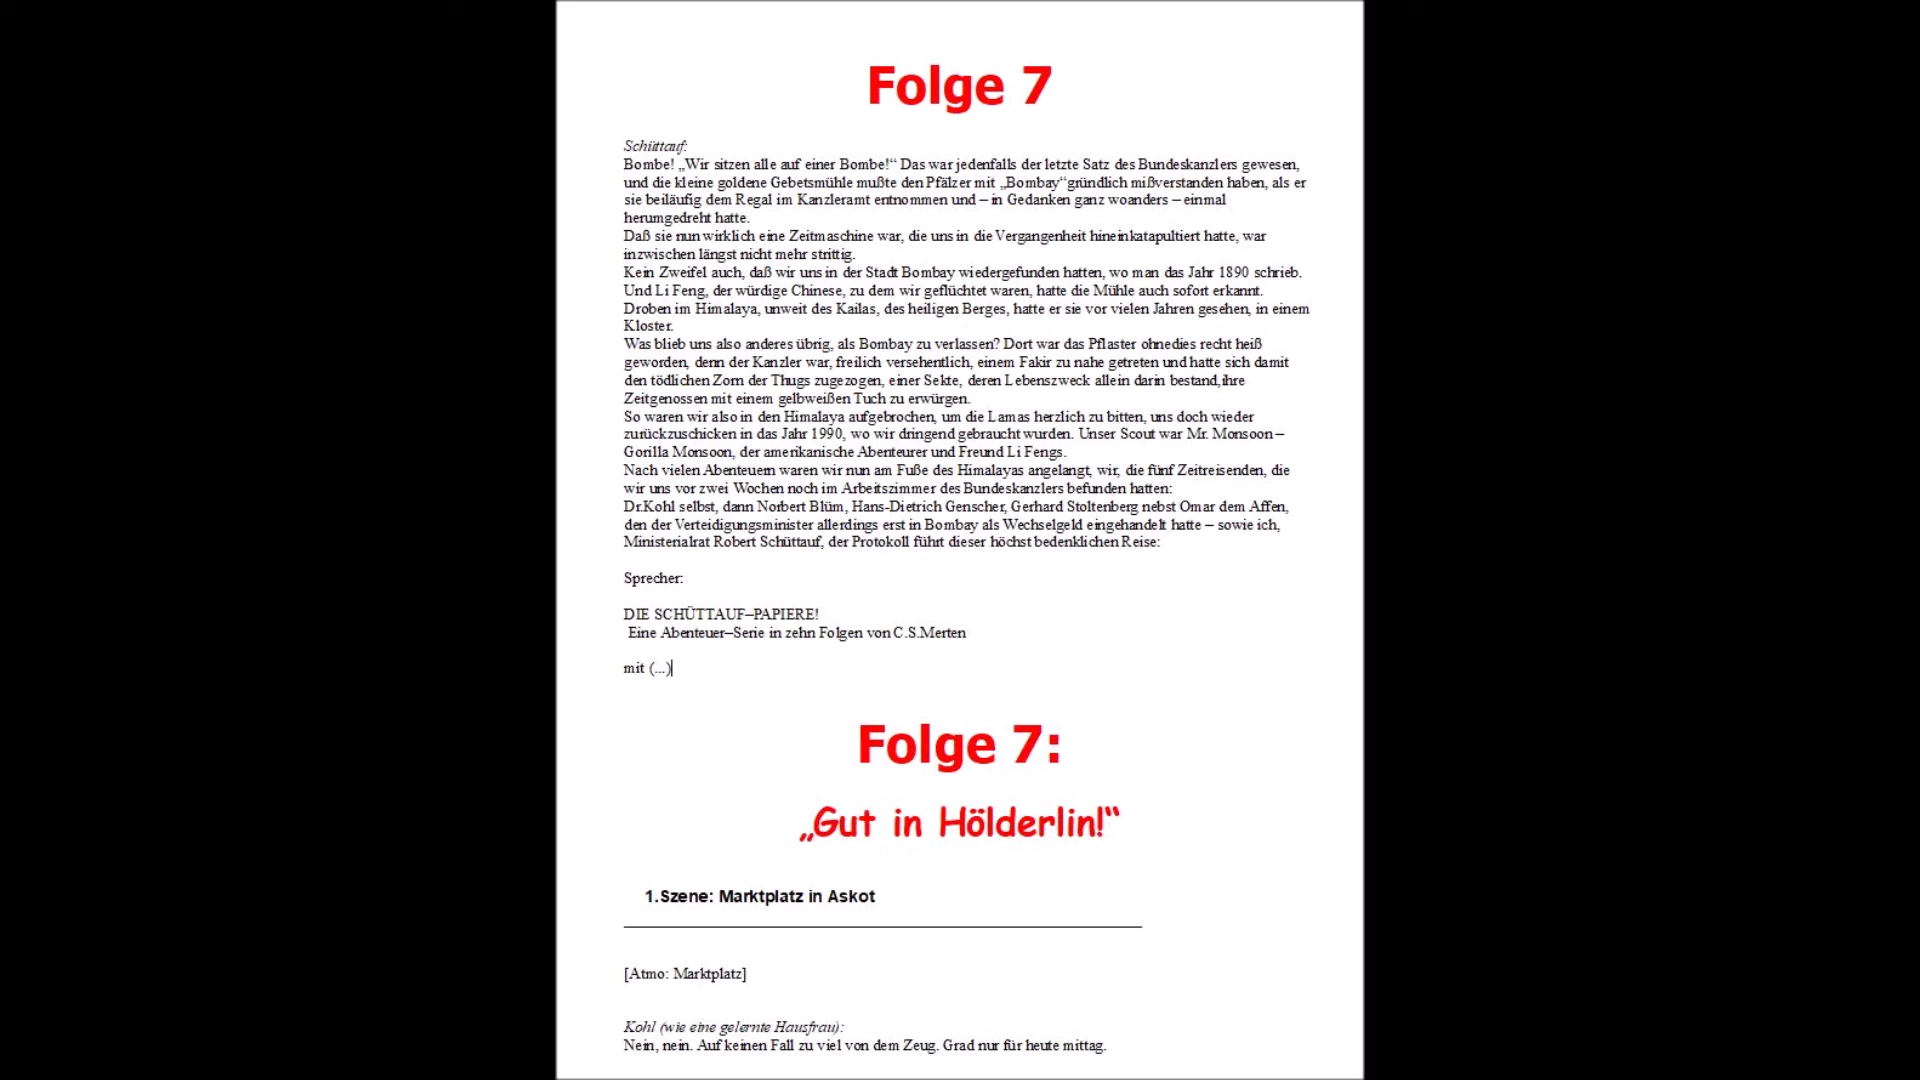 Folge 7
Schüttauf:
Bombe! „Wir sitzen alle auf einer Bombe!“ Das war jedenfalls der letzte Satz des Bundeskanzlers gewesen,
und die kleine goldene Gebetsmühle mußte den Pfälzer mit „Bombay“gründlich mißverstanden haben, als er
sie beiläufig dem Regal im Kanzleramt entnommen und – in Gedanken ganz woanders – einmal
herumgedreht hatte.
Daß sie nun wirklich eine Zeitmaschine war, die uns in die Vergangenheit hineinkatapultiert hatte, war
inzwischen längst nicht mehr strittig.
Kein Zweifel auch, daß wir uns in der Stadt Bombay wiedergefunden hatten, wo man das Jahr 1890 schrieb.
Und Li Feng, der würdige Chinese, zu dem wir geflüchtet waren, hatte die Mühle auch sofort erkannt.
Droben im Himalaya, unweit des Kailas, des heiligen Berges, hatte er sie vor vielen Jahren gesehen, in einem
Kloster.
Was blieb uns also anderes übrig, als Bombay zu verlassen? Dort war das Pflaster ohnedies recht heiß
geworden, denn der Kanzler war, freilich versehentlich, einem Fakir zu nahe getreten und hatte sich damit
den tödlichen Zorn der Thugs zugezogen, einer Sekte, deren Lebenszweck allein darin bestand,ihre
Zeitgenossen mit einem gelbweißen Tuch zu erwürgen.
So waren wir also in den Himalaya aufgebrochen, um die Lamas herzlich zu bitten, uns doch wieder
zurückzuschicken in das Jahr 1990, wo wir dringend gebraucht wurden. Unser Scout war Mr. Monsoon –
Gorilla Monsoon, der amerikanische Abenteurer und Freund Li Fengs.
Nach vielen Abenteuern waren wir nun am Fuße des Himalayas angelangt, wir, die fünf Zeitreisenden, die
wir uns vor zwei Wochen noch im Arbeitszimmer des Bundeskanzlers befunden hatten:
Dr.Kohl selbst, dann Norbert Blüm, Hans-Dietrich Genscher, Gerhard Stoltenberg nebst Omar dem Affen,
den der Verteidigungsminister allerdings erst in Bombay als Wechselgeld eingehandelt hatte – sowie ich,
Ministerialrat Robert Schüttauf, der Protokoll führt dieser höchst bedenklichen Reise:
Sprecher:
DIE SCHÜTTAUF–PAPIERE!
Eine Abenteuer–Serie in zehn Folgen von C.S.Merten
mit (...)
Folge 7:
„Gut in Hölderlin!“
1.Szene: Marktplatz in Askot
[Atmo: Marktplatz]
Kohl (wie eine gelernte Hausfrau):
Nein, nein. Auf keinen Fall zu viel von dem Zeug. Grad nur für heute mittag.